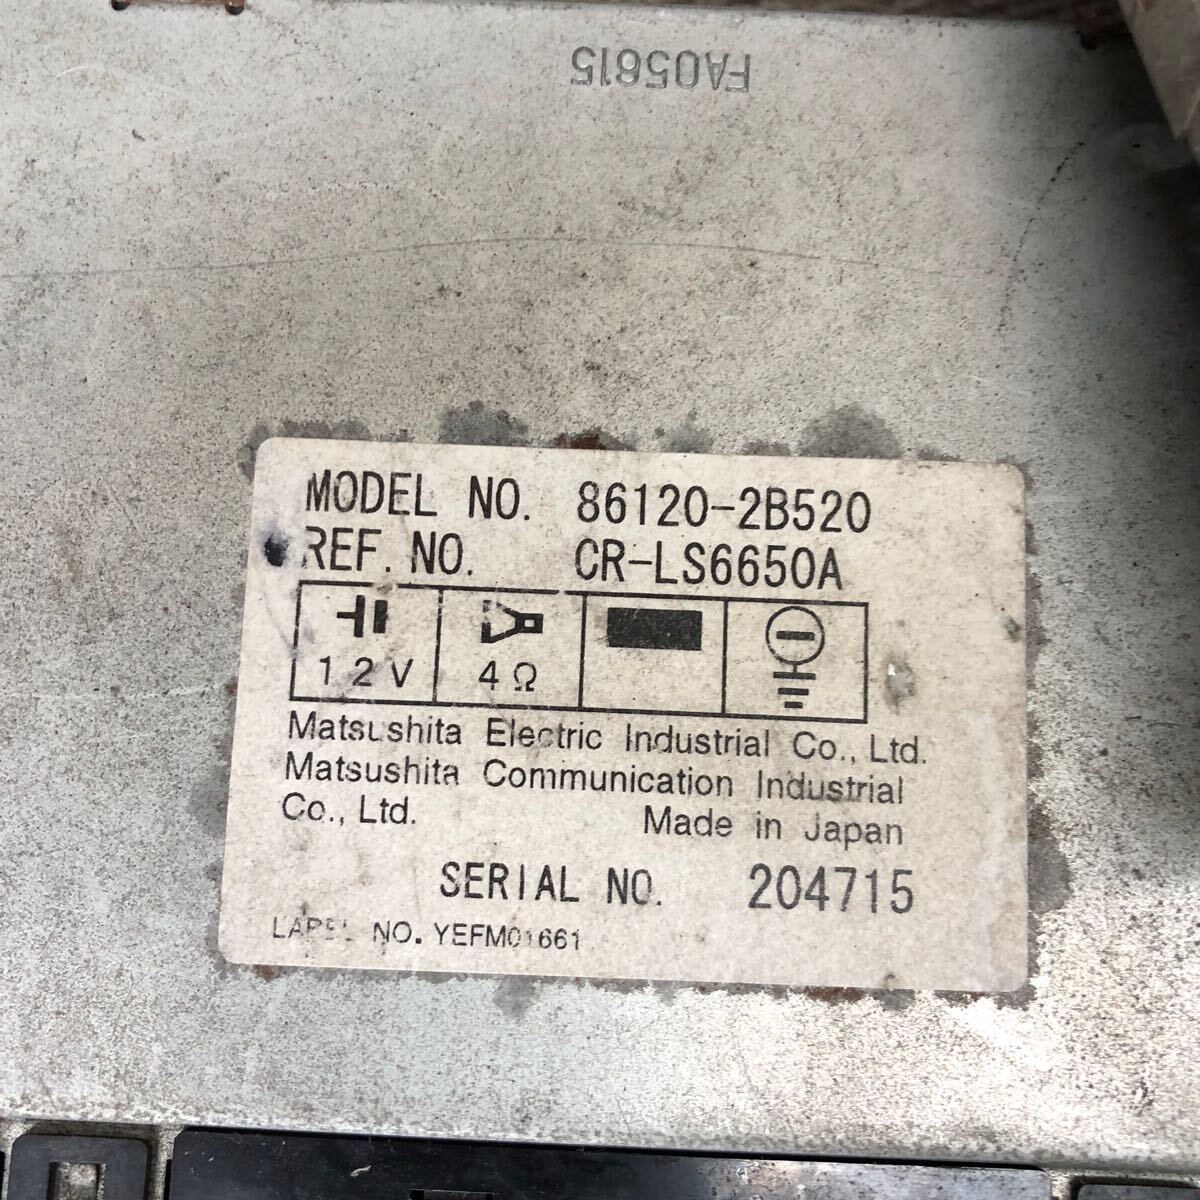 FA05615
MODEL NO. 86120-2B520
REF. NO. CR-LS6650A
12V 4Ω
Matsushita Electric Industrial Co., Ltd.
Matsushita Communication Industrial
Co., Ltd. Made in Japan
SERIAL NO. 204715
LABEL NO. YEFM01661